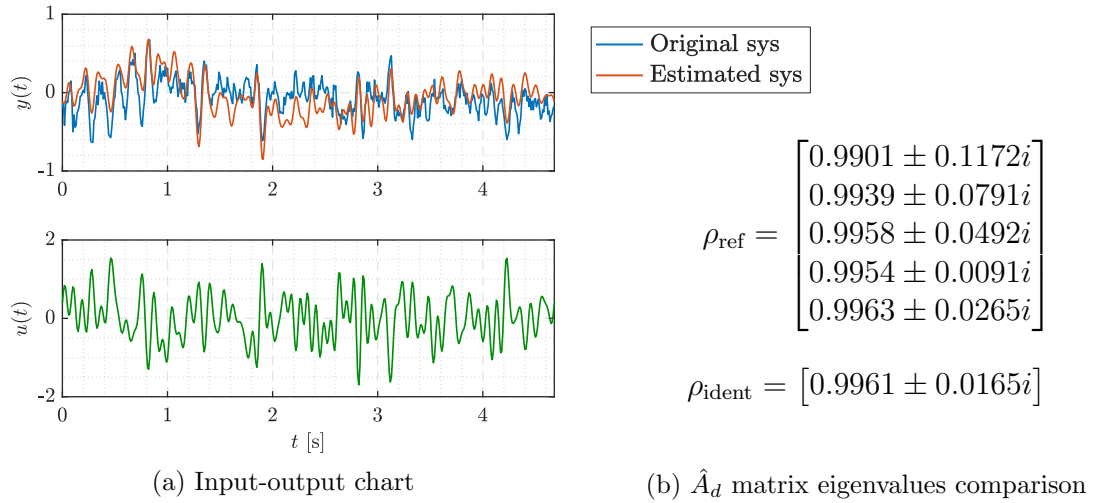 1
0
-1
y(t)
0
1
2
3
4
2
0
-2
u(t)
0
1
2
3
4
t [s]
(a) Input-output chart
Original sys
Estimated sys
ρ_ref = [0.9901 ± 0.1172i
0.9939 ± 0.0791i
0.9958 ± 0.0492i
0.9954 ± 0.0091i
0.9963 ± 0.0265i]
ρ_ident = [0.9961 ± 0.0165i]
(b) Â_d matrix eigenvalues comparison